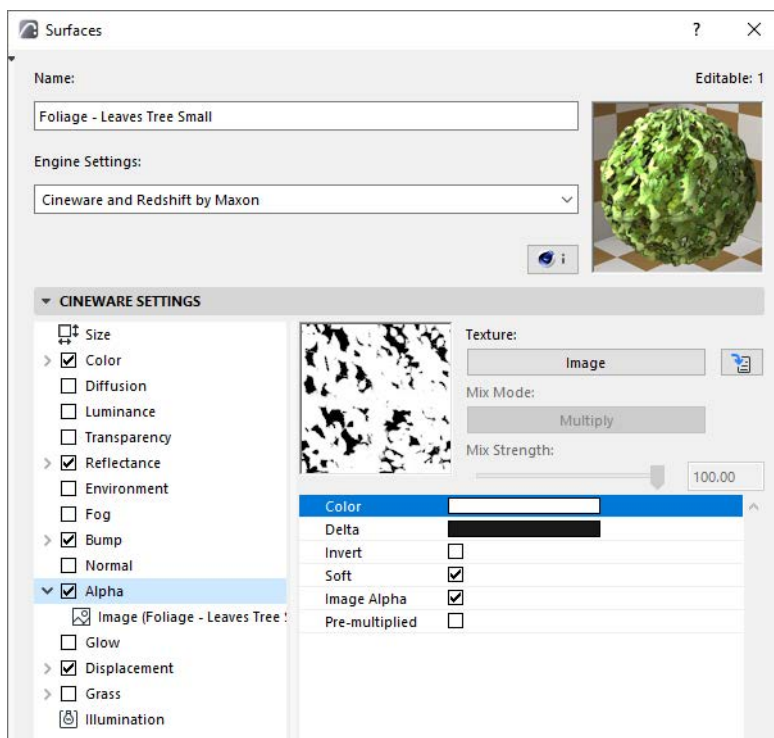 Surfaces
?
Name:
Editable: 1
Foliage - Leaves Tree Small
Engine Settings:
Cineware and Redshift by Maxon
i
CINEWARE SETTINGS
Size
Color
Diffusion
Luminance
Transparency
Reflectance
Environment
Fog
Bump
Normal
Alpha
Image (Foliage - Leaves Tree
Glow
Displacement
Grass
Illumination
Texture:
Image
Mix Mode:
Multiply
Mix Strength:
100.00
Color
Delta
Invert
Soft
Image Alpha
Pre-multiplied